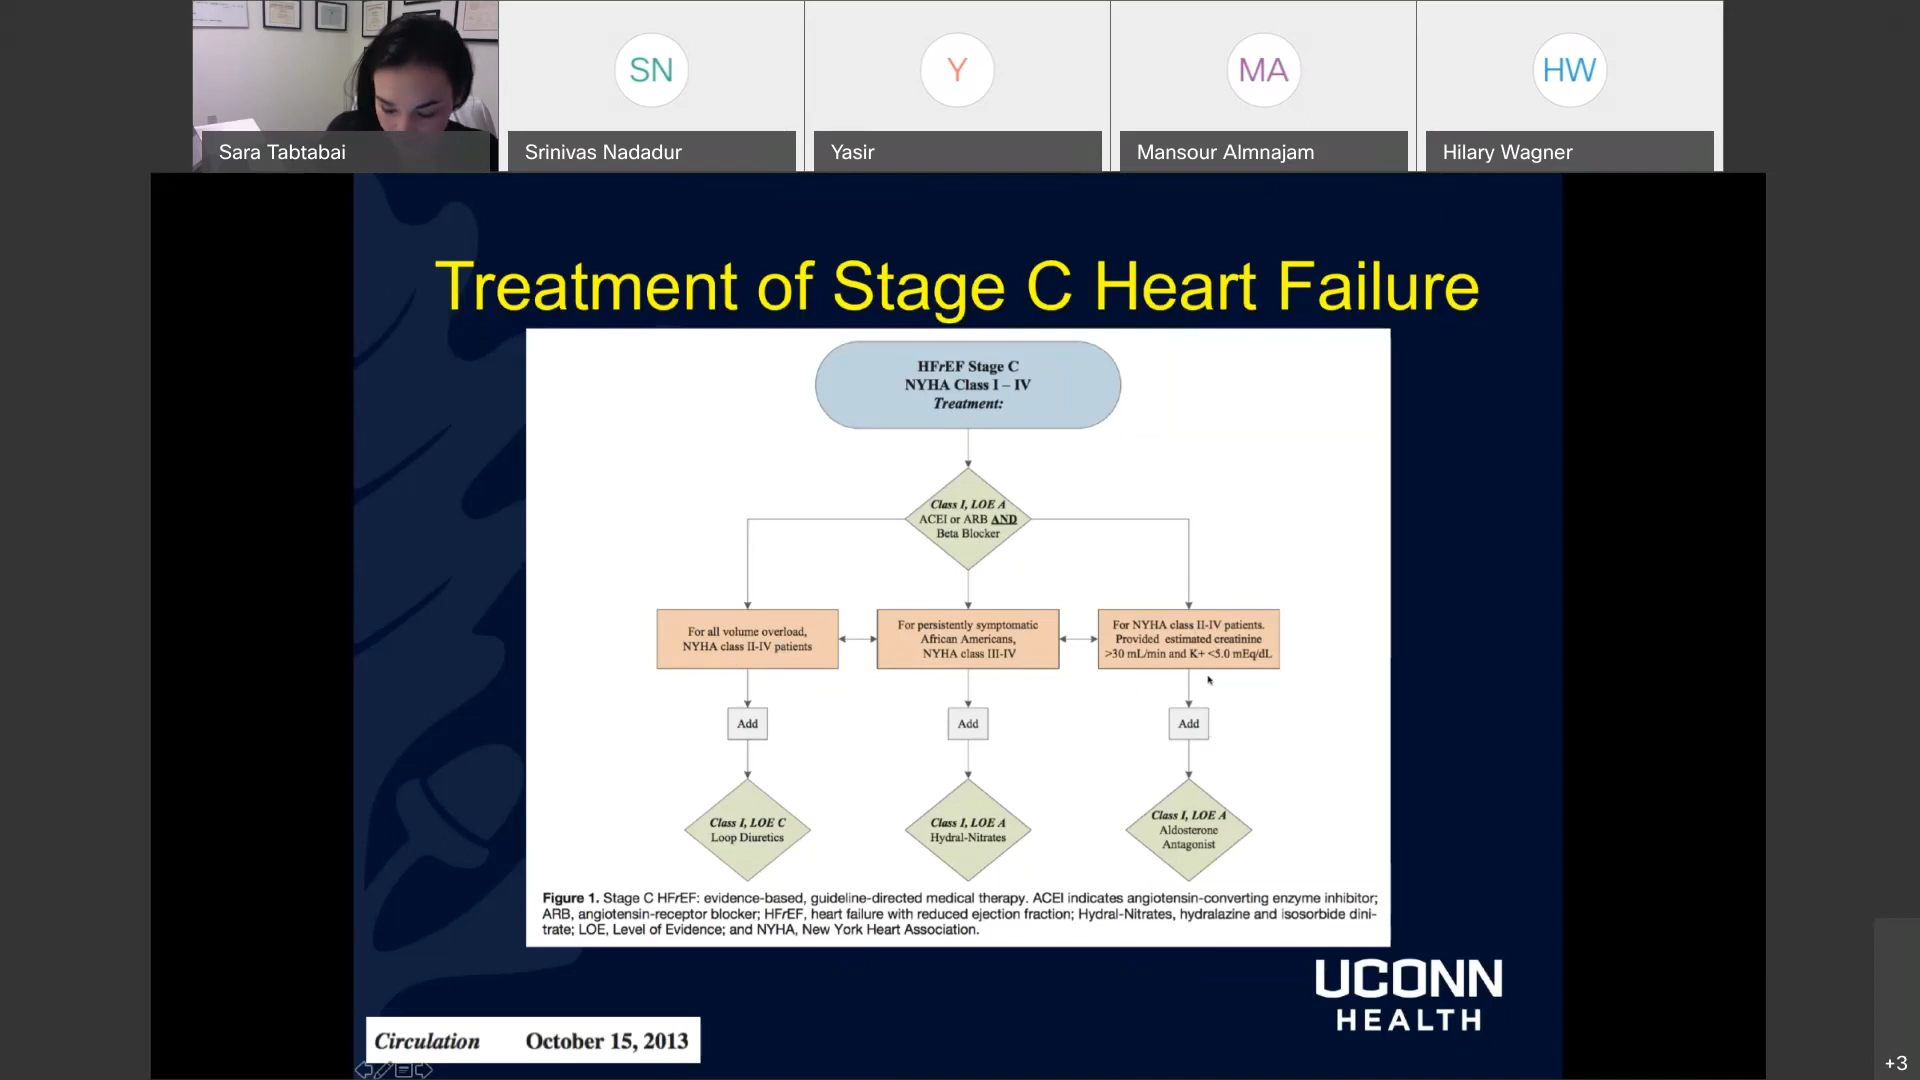 SN
Y
MA
HW
Sara Tabtabai
Srinivas Nadadur
Yasir
Mansour Almnajam
Hilary Wagner
Treatment of Stage C Heart Failure
HFrEF Stage C
NYHA Class I – IV
Treatment:
Class I, LOE A
ACEI or ARB AND
Beta Blocker
For all volume overload,
NYHA class II-IV patients
For persistently symptomatic
African Americans,
NYHA class III-IV
For NYHA class II-IV patients.
Provided estimated creatinine
>30 mL/min and K+ <5.0 mEq/dL
Add
Add
Add
Class I, LOE C
Loop Diuretics
Class I, LOE A
Hydral-Nitrates
Class I, LOE A
Aldosterone
Antagonist
Figure 1. Stage C HFrEF: evidence-based, guideline-directed medical therapy. ACEI indicates angiotensin-converting enzyme inhibitor;
ARB, angiotensin-receptor blocker; HFrEF, heart failure with reduced ejection fraction; Hydral-Nitrates, hydralazine and isosorbide dini-
trate; LOE, Level of Evidence; and NYHA, New York Heart Association.
UCONN
HEALTH
Circulation October 15, 2013
+3